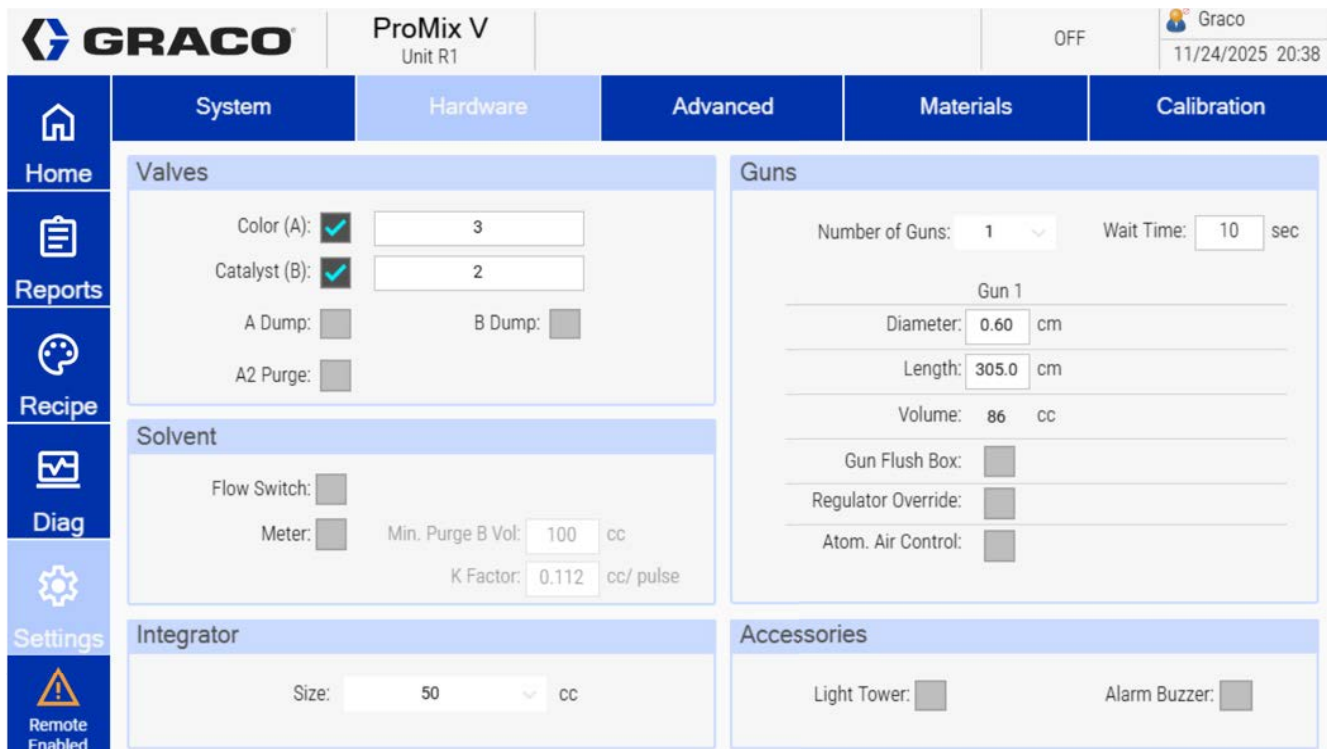 GRACO
ProMix V
Unit R1
OFF
Graco
11/24/2025 20:38
Home
Reports
Recipe
Diag
Settings
Remote
Enabled
System
Hardware
Advanced
Materials
Calibration
Valves
Color (A): 3
Catalyst (B): 2
A Dump: B Dump:
A2 Purge:
Solvent
Flow Switch:
Meter: Min. Purge B Vol: 100 cc
K Factor: 0.112 cc/ pulse
Integrator
Size: 50 cc
Guns
Number of Guns: 1 Wait Time: 10 sec
Gun 1
Diameter: 0.60 cm
Length: 305.0 cm
Volume: 86 cc
Gun Flush Box:
Regulator Override:
Atom. Air Control:
Accessories
Light Tower: Alarm Buzzer: